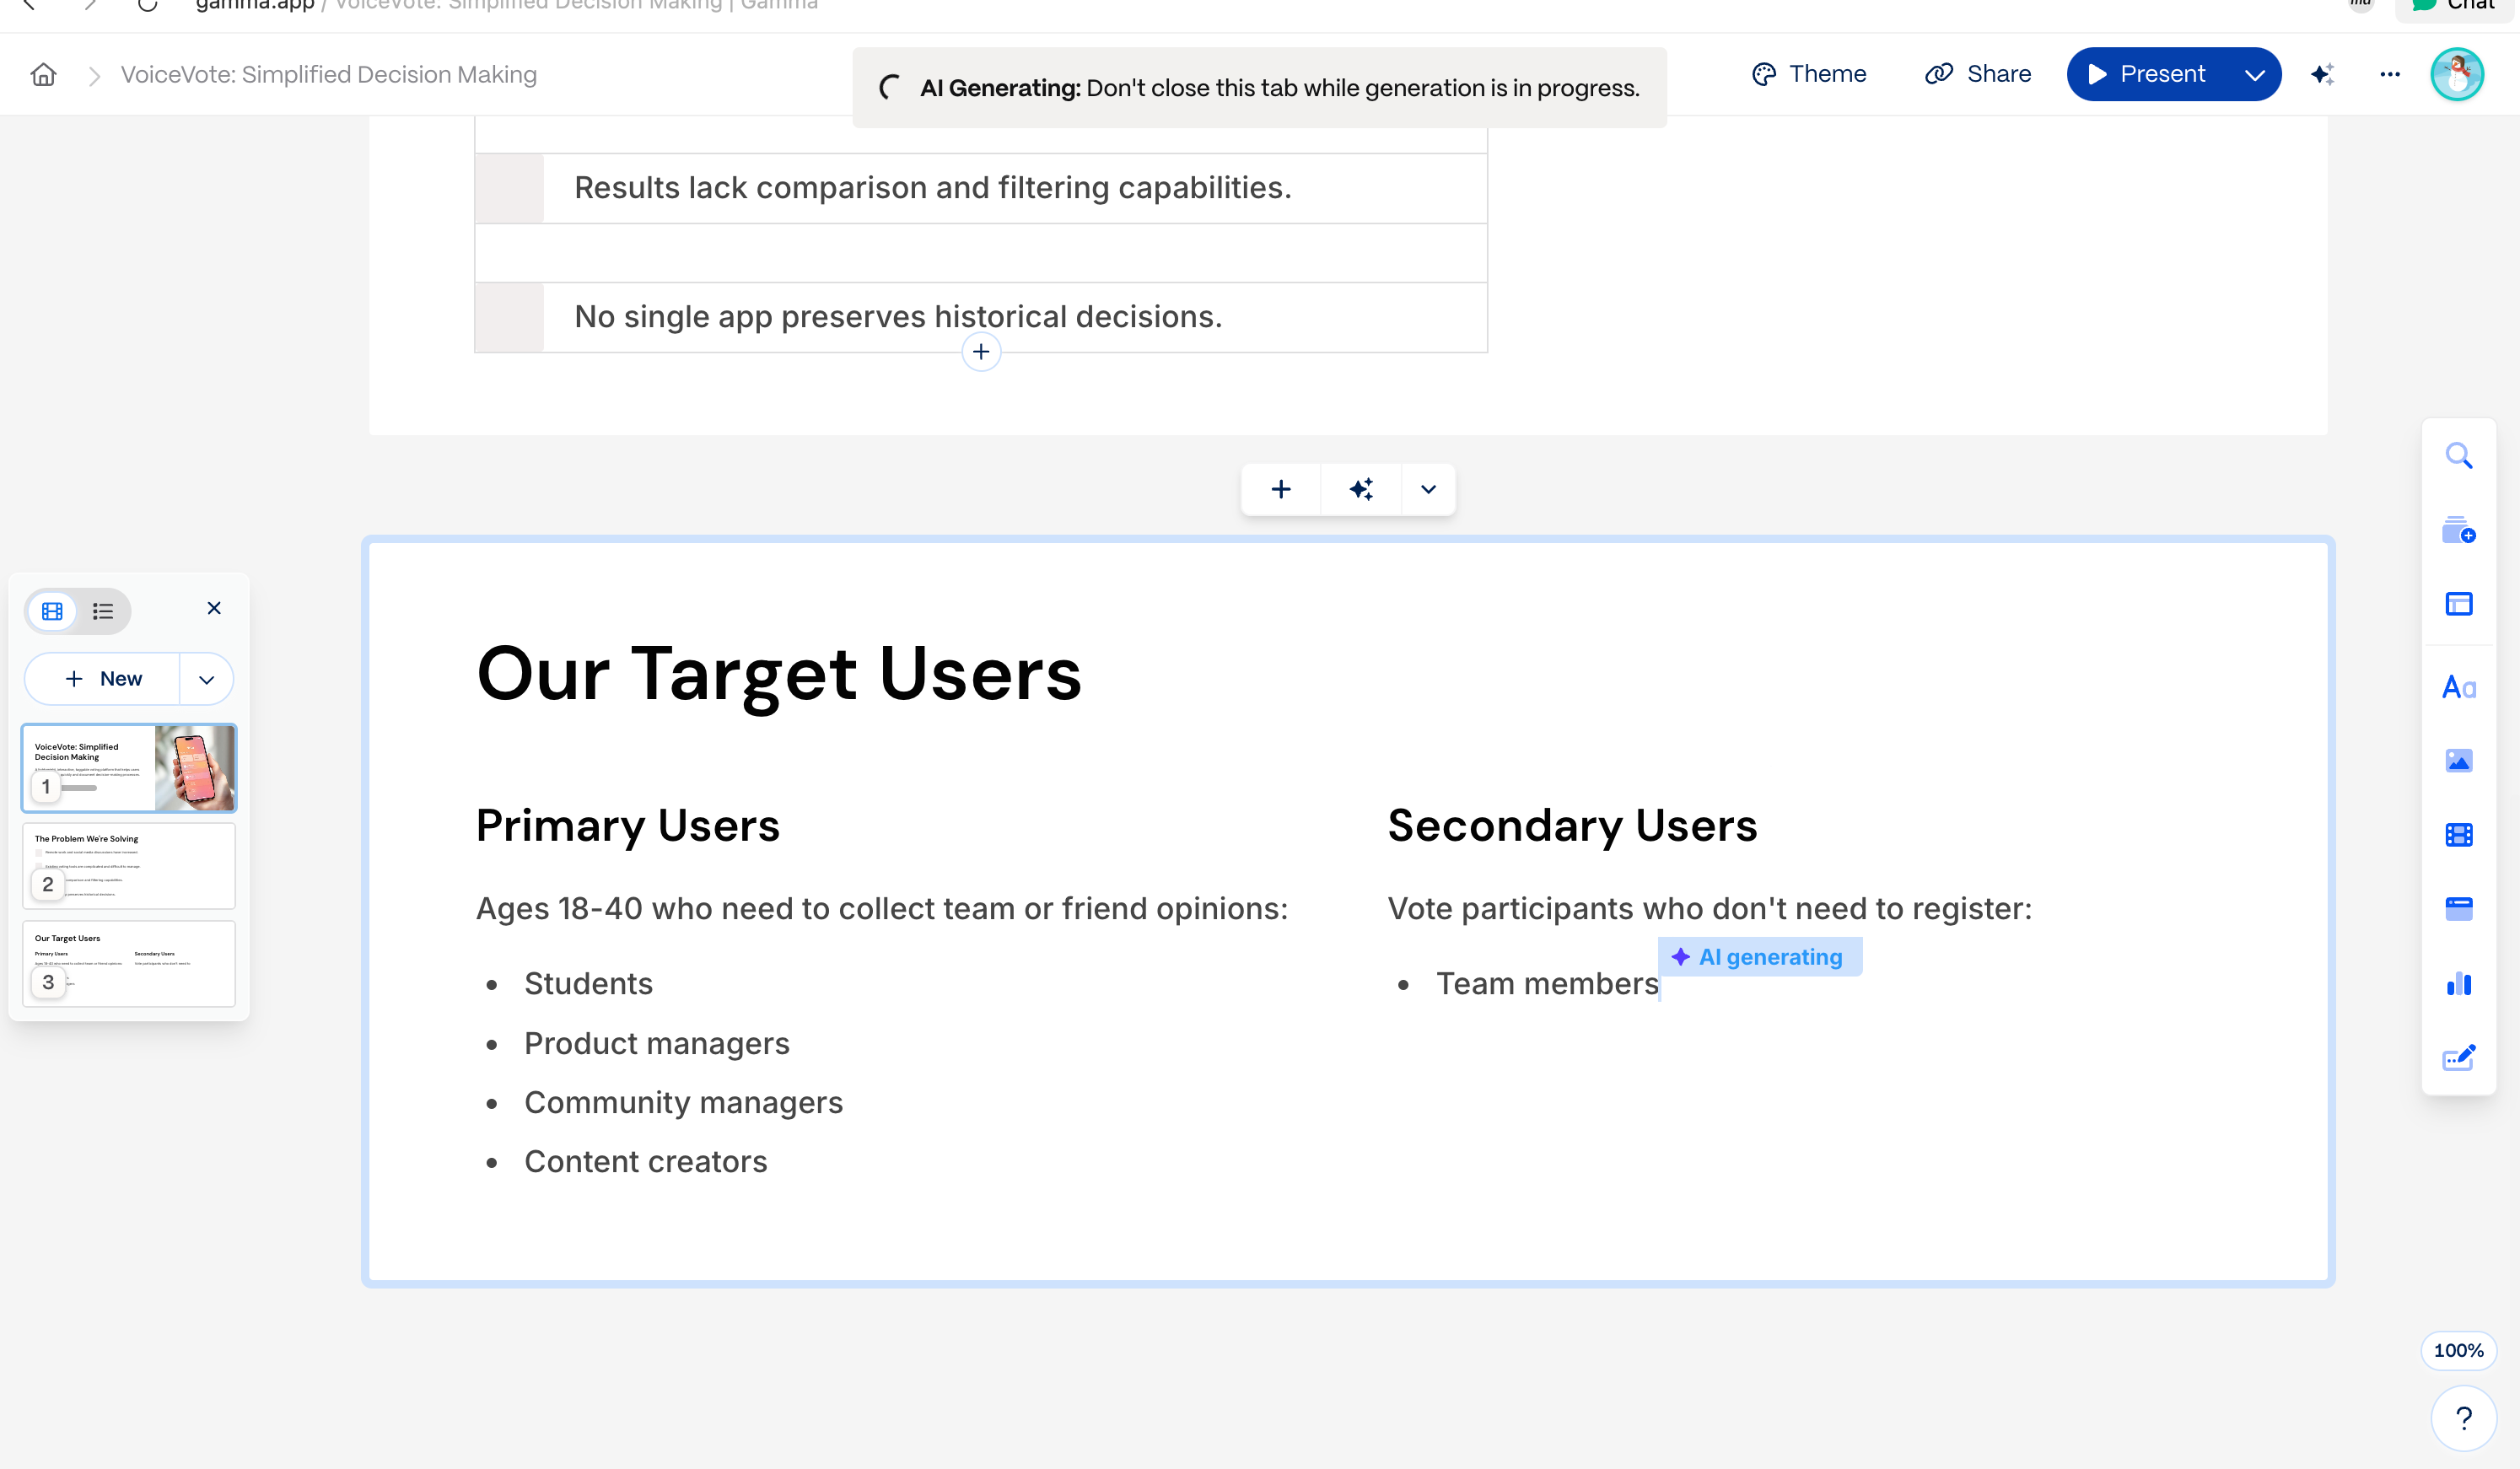 gamma.app / VoiceVote: Simplified Decision Making | Gamma
Chat
VoiceVote: Simplified Decision Making
AI Generating: Don't close this tab while generation is in progress.
Theme
Share
Present
Results lack comparison and filtering capabilities.
No single app preserves historical decisions.
New
VoiceVote: Simplified
Decision Making
1
The Problem We're Solving
2
Our Target Users
Primary Users
Secondary Users
3
Our Target Users
Primary Users
Ages 18-40 who need to collect team or friend opinions:
Students
Product managers
Community managers
Content creators
Secondary Users
Vote participants who don't need to register:
AI generating
Team members
Aa
100%
?